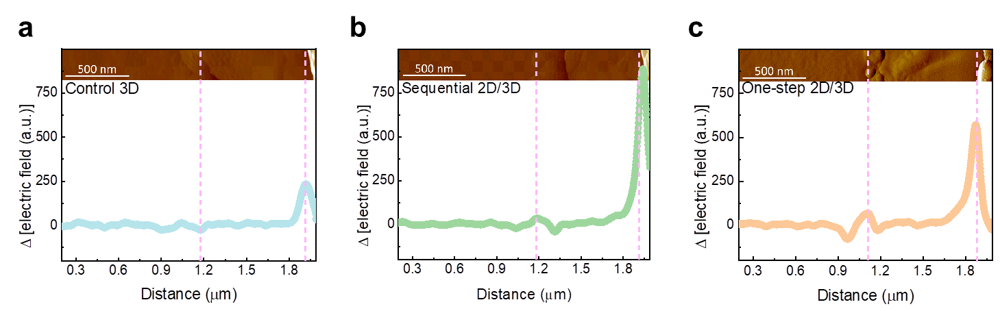 a
500 nm
Control 3D
750
500
250
0
Δ [electric field (a.u.)]
0.3 0.6 0.9 1.2 1.5 1.8
Distance (μm)
b
500 nm
Sequential 2D/3D
750
500
250
0
Δ [electric field (a.u.)]
0.3 0.6 0.9 1.2 1.5 1.8
Distance (μm)
c
500 nm
One-step 2D/3D
750
500
250
0
Δ [electric field (a.u.)]
0.3 0.6 0.9 1.2 1.5 1.8
Distance (μm)